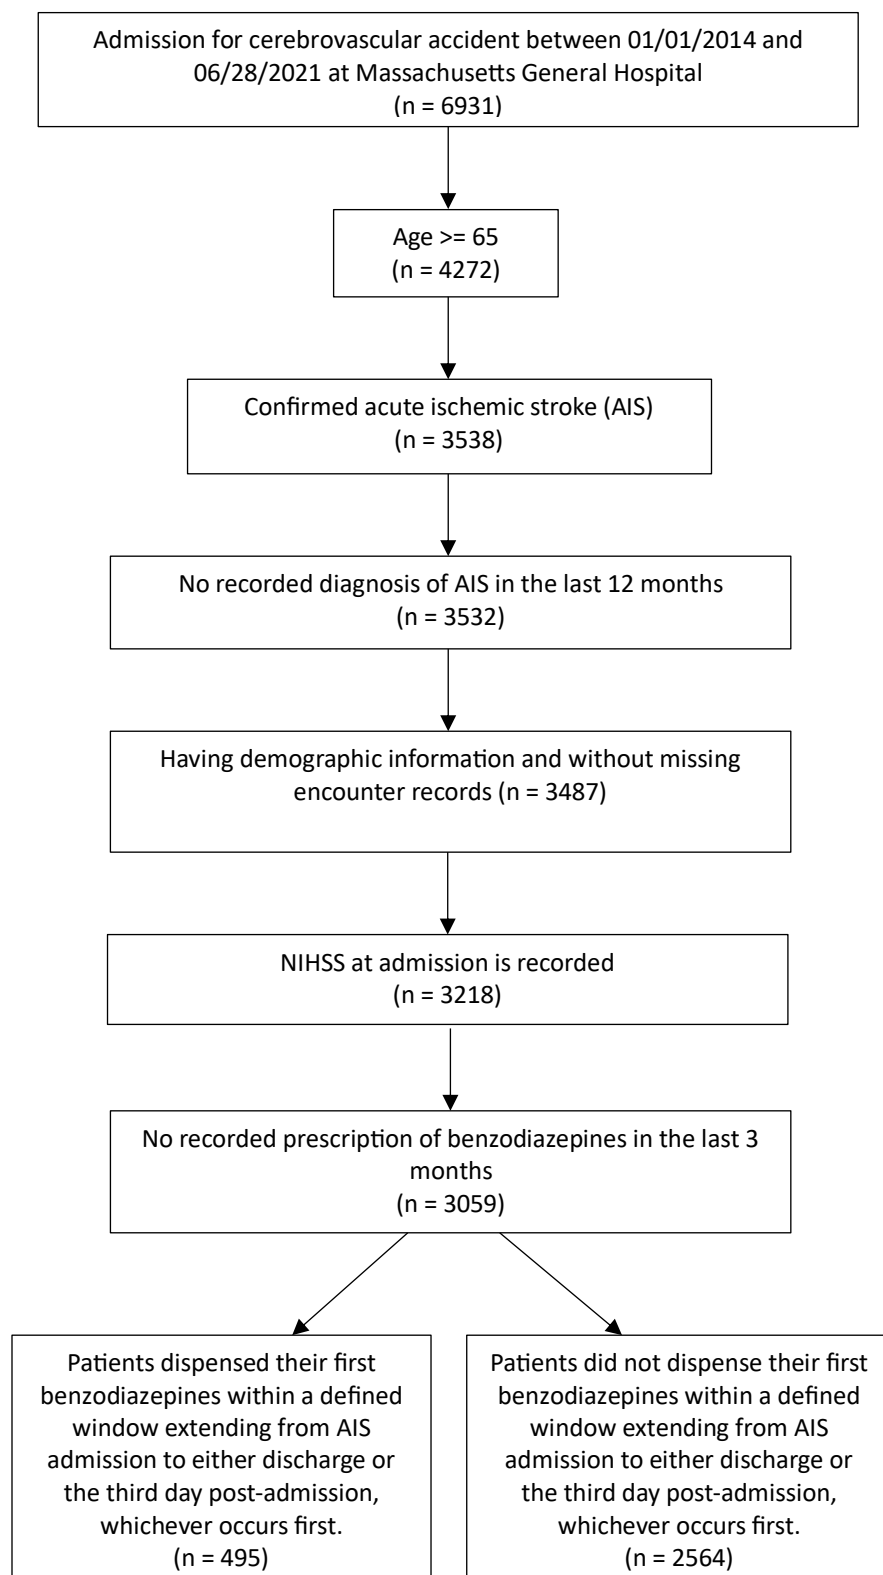 Admission for cerebrovascular accident between 01/01/2014 and
06/28/2021 at Massachusetts General Hospital
(n = 6931)
Age >= 65
(n = 4272)
Confirmed acute ischemic stroke (AIS)
(n = 3538)
No recorded diagnosis of AIS in the last 12 months
(n = 3532)
Having demographic information and without missing
encounter records (n = 3487)
NIHSS at admission is recorded
(n = 3218)
No recorded prescription of benzodiazepines in the last 3
months
(n = 3059)
Patients dispensed their first
benzodiazepines within a defined
window extending from AIS
admission to either discharge or
the third day post-admission,
whichever occurs first.
(n = 495)
Patients did not dispense their first
benzodiazepines within a defined
window extending from AIS
admission to either discharge or
the third day post-admission,
whichever occurs first.
(n = 2564)